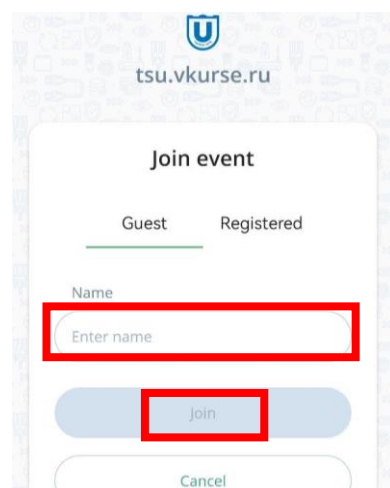 U
tsu.vkurse.ru
Join event
Guest Registered
Name
Enter name
Join
Cancel